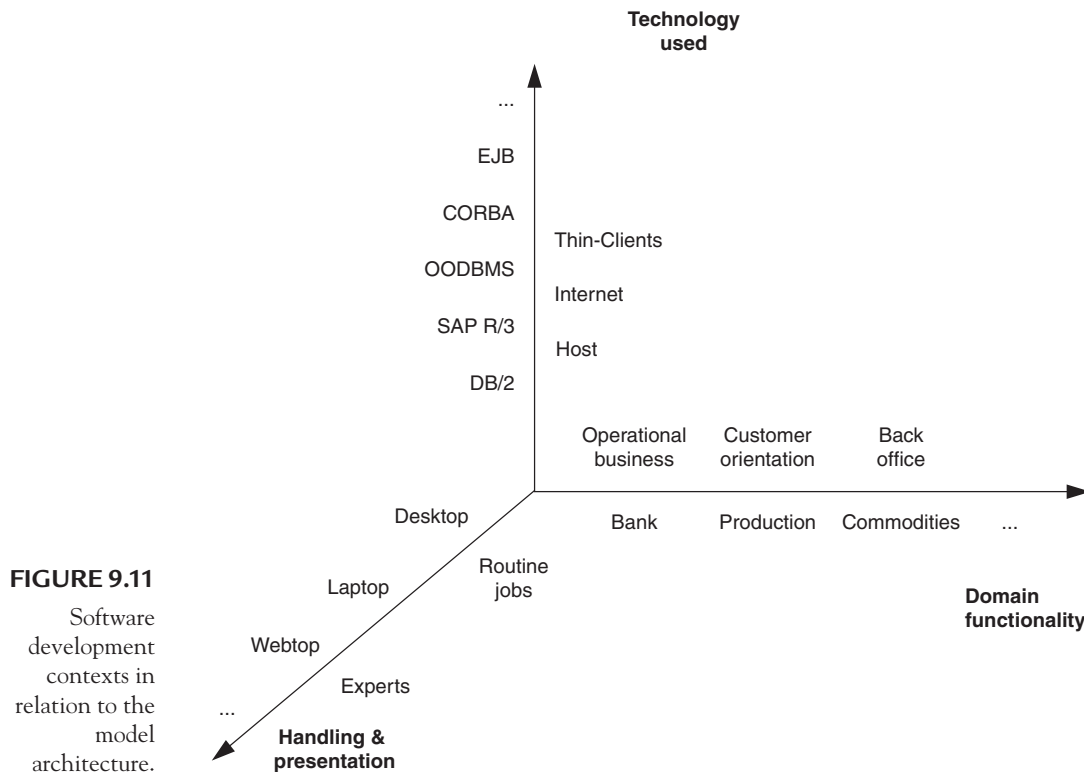 Technology
used
...
EJB
CORBA
Thin-Clients
OODBMS
Internet
SAP R/3
Host
DB/2
Operational
business
Customer
orientation
Back
office
Desktop
Bank
Production
Commodities
...
Routine
jobs
Laptop
Domain
functionality
Webtop
Experts
...
Handling &
presentation
FIGURE 9.11
Software
development
contexts in
relation to the
model
architecture.